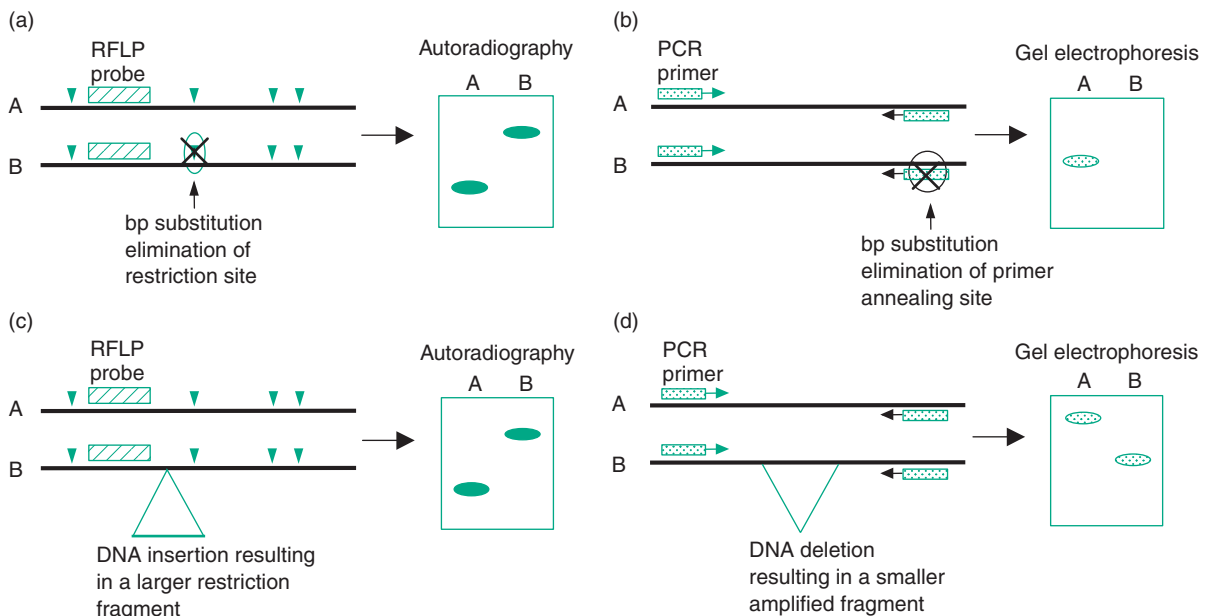 (a)
RFLP
probe
A
B
bp substitution
elimination of
restriction site
Autoradiography
A B
(b)
PCR
primer
A
B
bp substitution
elimination of primer
annealing site
Gel electrophoresis
A B
(c)
RFLP
probe
A
B
DNA insertion resulting
in a larger restriction
fragment
Autoradiography
A B
(d)
PCR
primer
A
B
DNA deletion
resulting in a smaller
amplified fragment
Gel electrophoresis
A B